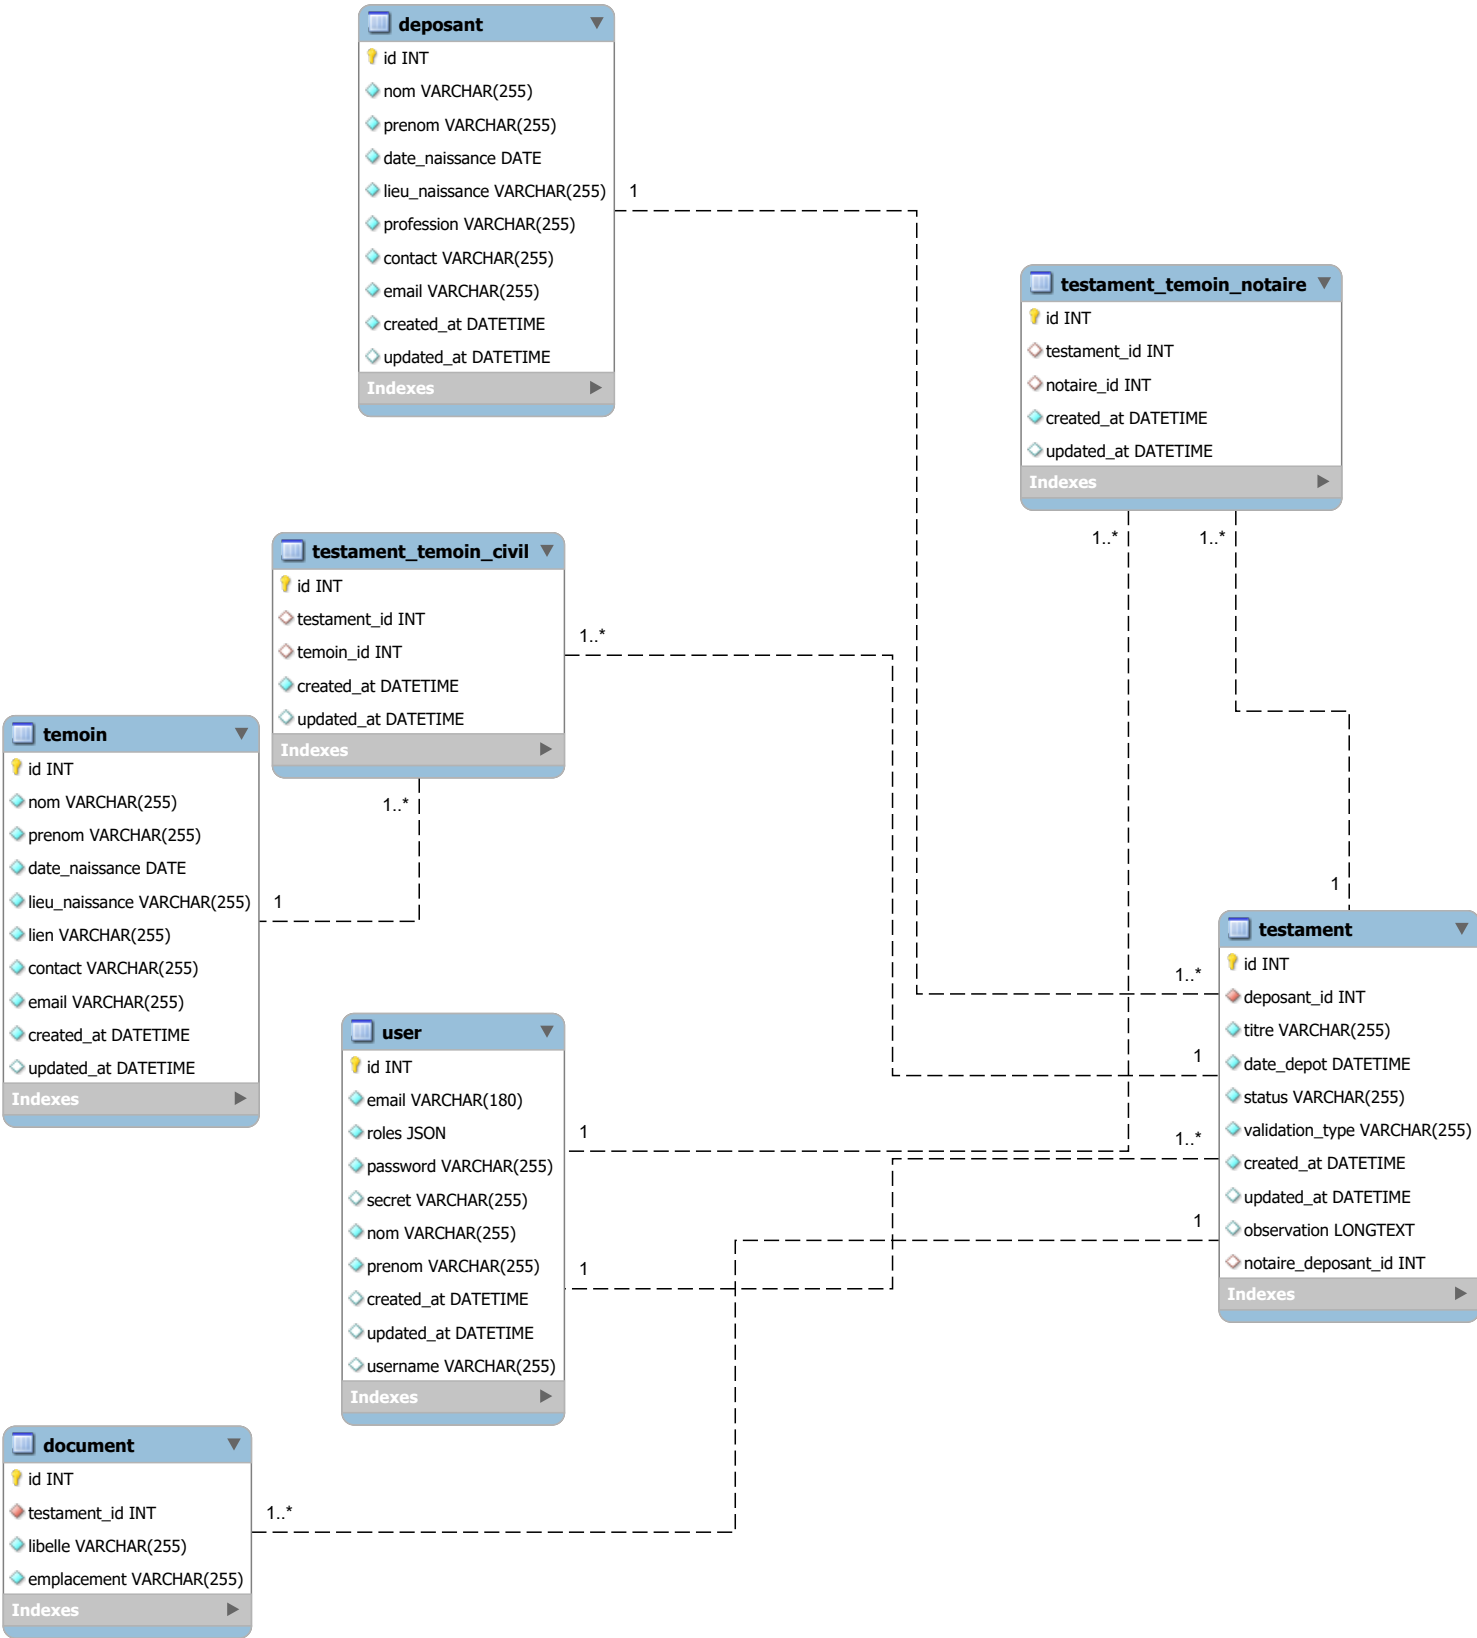 deposant
id INT
nom VARCHAR(255)
prenom VARCHAR(255)
date_naissance DATE
lieu_naissance VARCHAR(255)
profession VARCHAR(255)
contact VARCHAR(255)
email VARCHAR(255)
created_at DATETIME
updated_at DATETIME
Indexes
1
testament_temoin_notaire
id INT
testament_id INT
notaire_id INT
created_at DATETIME
updated_at DATETIME
Indexes
1..*
1..*
testament_temoin_civil
id INT
testament_id INT
temoin_id INT
created_at DATETIME
updated_at DATETIME
Indexes
1..*
1..*
temoin
id INT
nom VARCHAR(255)
prenom VARCHAR(255)
date_naissance DATE
lieu_naissance VARCHAR(255)
lien VARCHAR(255)
contact VARCHAR(255)
email VARCHAR(255)
created_at DATETIME
updated_at DATETIME
Indexes
1
1
testament
id INT
deposant_id INT
titre VARCHAR(255)
date_depot DATETIME
status VARCHAR(255)
validation_type VARCHAR(255)
created_at DATETIME
updated_at DATETIME
observation LONGTEXT
notaire_deposant_id INT
Indexes
1..*
1
1..*
1
user
id INT
email VARCHAR(180)
roles JSON
password VARCHAR(255)
secret VARCHAR(255)
nom VARCHAR(255)
prenom VARCHAR(255)
created_at DATETIME
updated_at DATETIME
username VARCHAR(255)
Indexes
1
1
document
id INT
testament_id INT
libelle VARCHAR(255)
emplacement VARCHAR(255)
Indexes
1..*